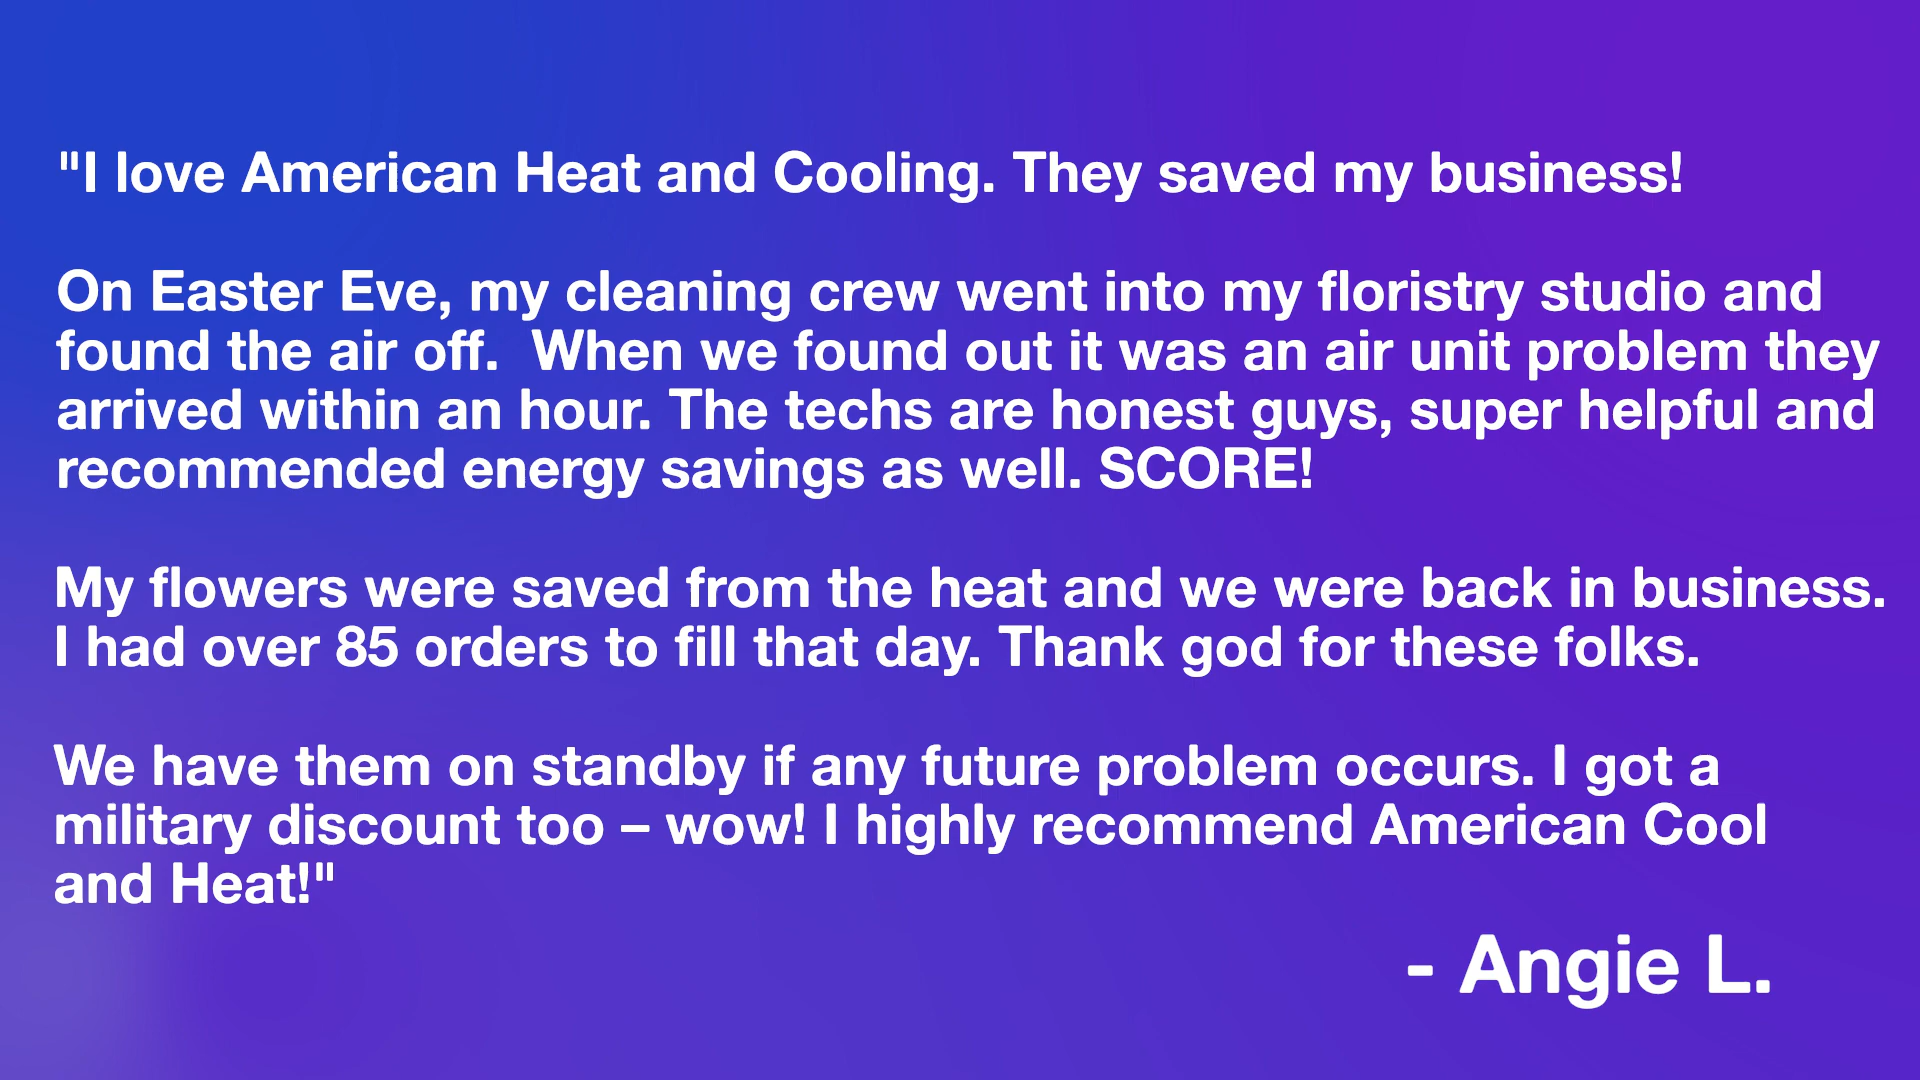 "I love American Heat and Cooling. They saved my business!
On Easter Eve, my cleaning crew went into my floristry studio and
found the air off.  When we found out it was an air unit problem they
arrived within an hour. The techs are honest guys, super helpful and
recommended energy savings as well. SCORE!
My flowers were saved from the heat and we were back in business.
I had over 85 orders to fill that day. Thank god for these folks.
We have them on standby if any future problem occurs. I got a
military discount too – wow! I highly recommend American Cool
and Heat!"
- Angie L.